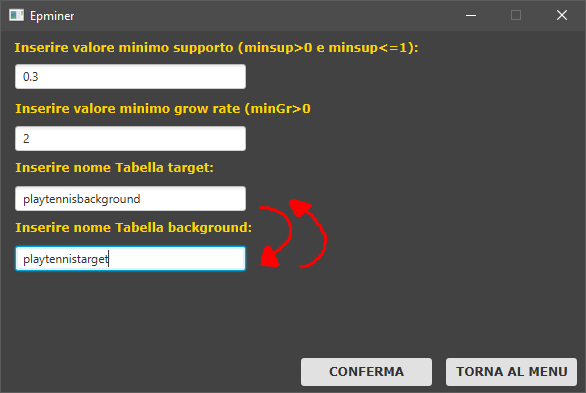 Epminer
Inserire valore minimo supporto (minsup>0 e minsup<=1):
0.3
Inserire valore minimo grow rate (minGr>0
2
Inserire nome Tabella target:
playtennisbackground
Inserire nome Tabella background:
playtennistarget
CONFERMA
TORNA AL MENU